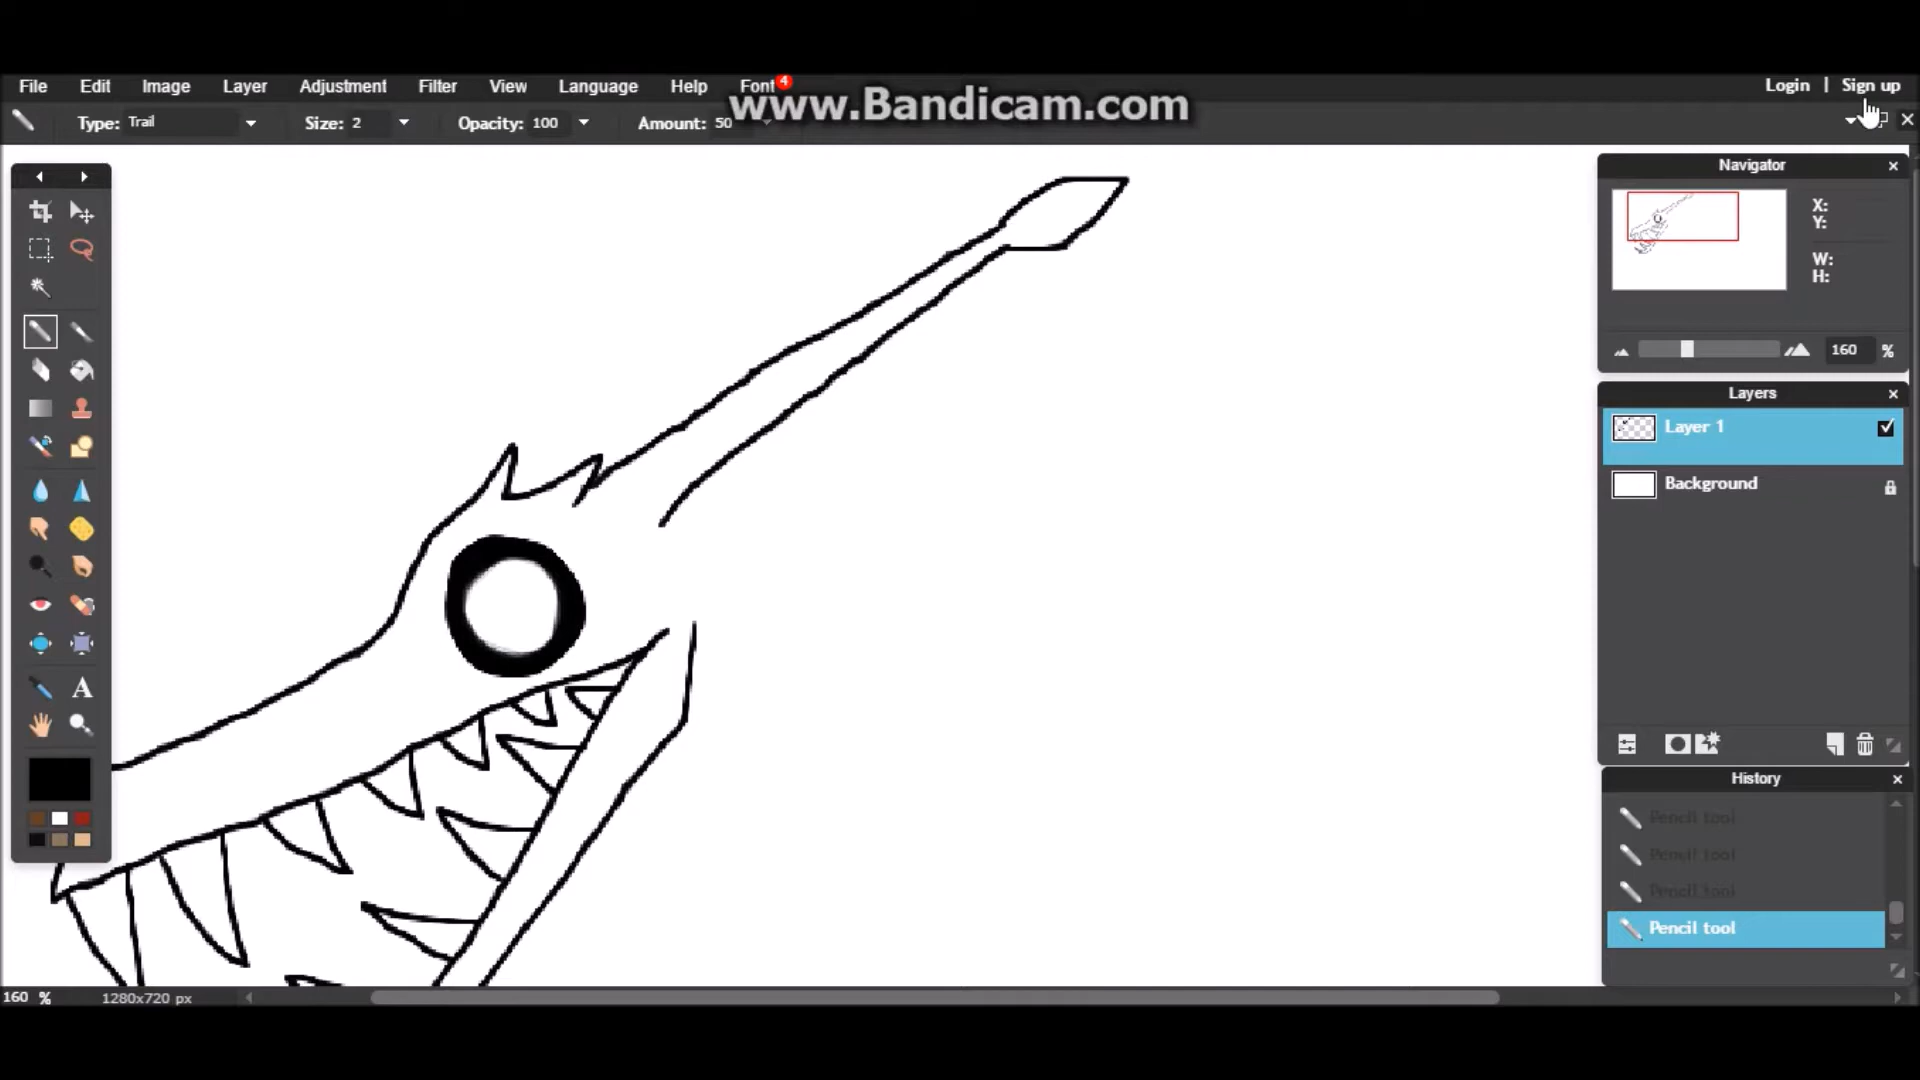 File Edit Image Layer Adjustment Filter View Language Help Font 4 Login | Sign up
www.Bandicam.com
Type: Trail Size: 2 Opacity: 100 Amount: 50
Navigator
X:
Y:
W:
H:
160 %
Layers
Layer 1
Background
A
History
Pencil tool
Pencil tool
Pencil tool
Pencil tool
160 % 1280x720 px